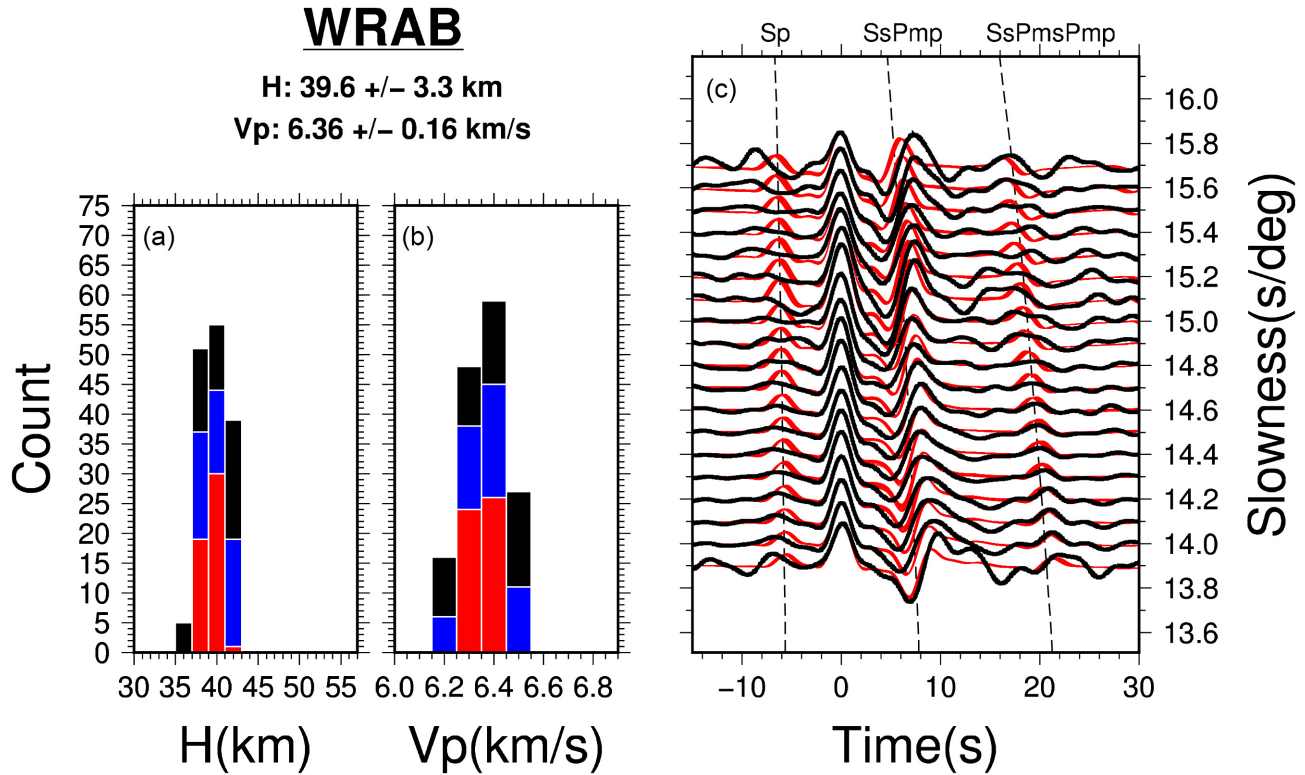 WRAB
H: 39.6 +/− 3.3 km
Vp: 6.36 +/− 0.16 km/s
(a)
75
70
65
60
55
50
45
40
35
30
25
20
15
10
5
0
Count
30 35 40 45 50 55
H(km)
(b)
6.0 6.2 6.4 6.6 6.8
Vp(km/s)
Sp SsPmp SsPmsPmp
(c)
16.0
15.8
15.6
15.4
15.2
15.0
14.8
14.6
14.4
14.2
14.0
13.8
13.6
Slowness(s/deg)
−10 0 10 20 30
Time(s)